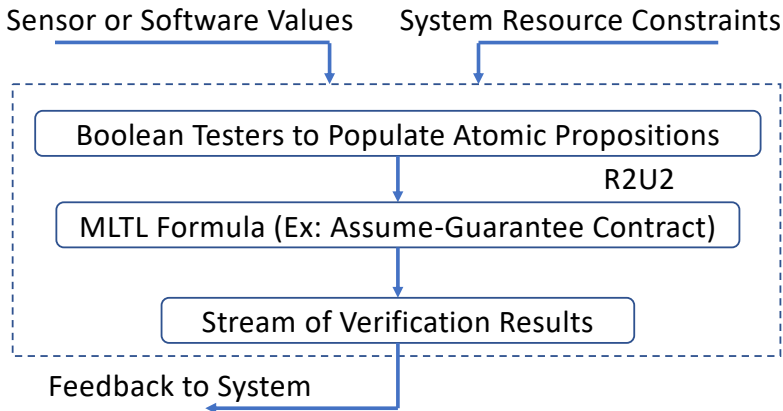 Sensor or Software Values
System Resource Constraints
Boolean Testers to Populate Atomic Propositions
R2U2
MLTL Formula (Ex: Assume-Guarantee Contract)
Stream of Verification Results
Feedback to System